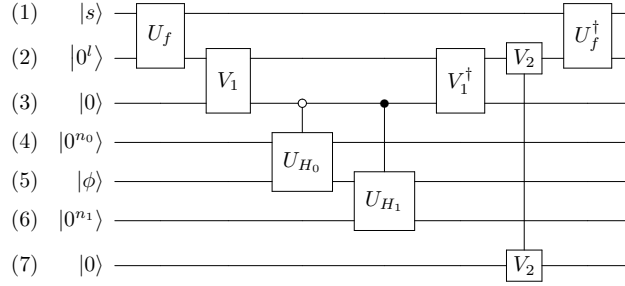 (1) |s⟩ U_f U_f^†
(2) |0^l⟩ V_1 V_1^† V_2
(3) |0⟩
(4) |0^{n_0}⟩ U_{H_0}
(5) |ϕ⟩ U_{H_1}
(6) |0^{n_1}⟩
(7) |0⟩ V_2